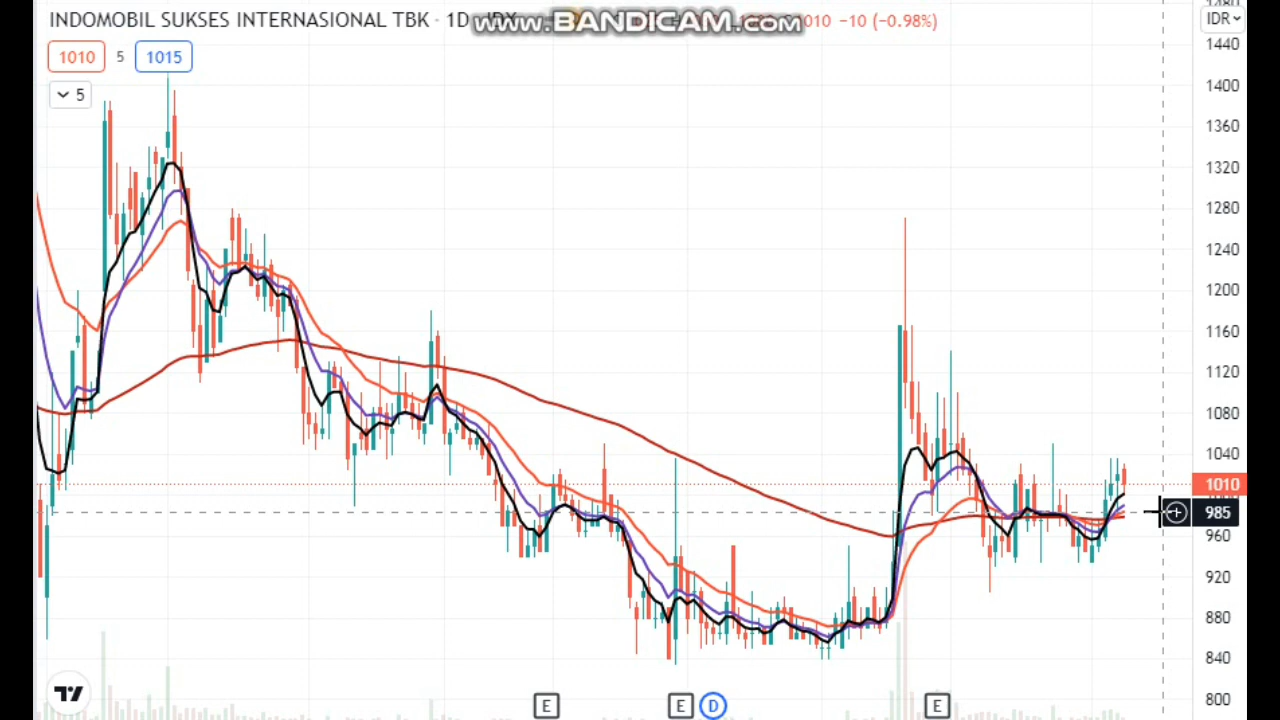 INDOMOBIL SUKSES INTERNASIONAL TBK · 1D
www.BANDICAM.com
1010 −10 (−0.98%)
IDR
1010 5 1015
5
1440
1400
1360
1320
1280
1240
1200
1160
1120
1080
1040
1010
985
960
920
880
840
800
E
E
D
E